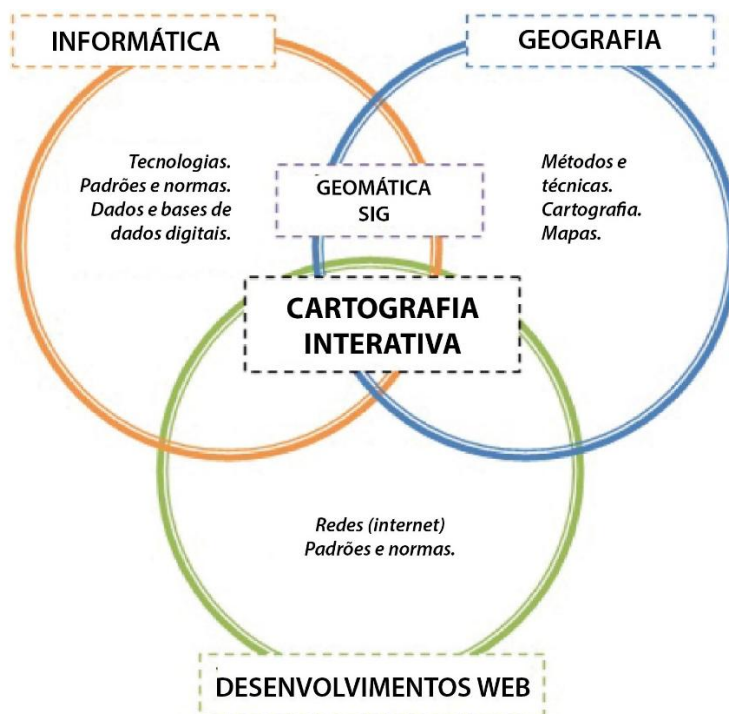 INFORMÁTICA
GEOGRAFIA
Tecnologias.
Padrões e normas.
Dados e bases de
dados digitais.
GEOMÁTICA
SIG
Métodos e
técnicas.
Cartografia.
Mapas.
CARTOGRAFIA
INTERATIVA
Redes (internet)
Padrões e normas.
DESENVOLVIMENTOS WEB